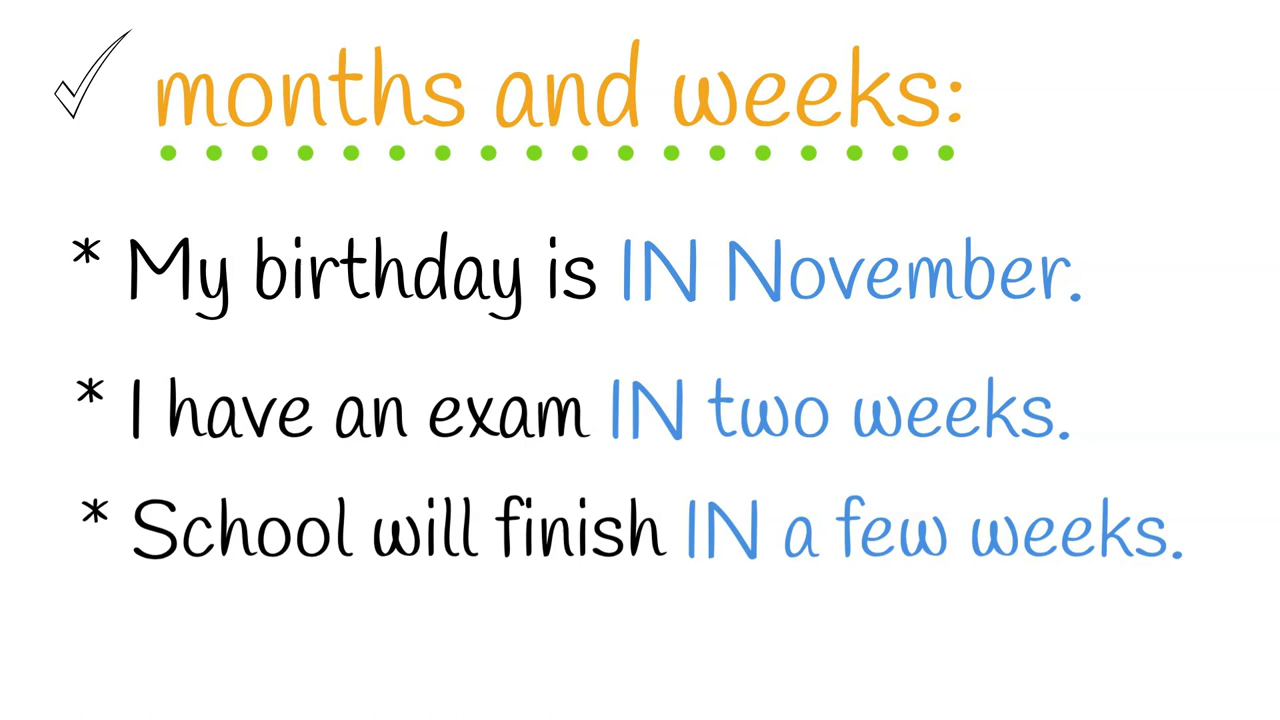 months and weeks:
* My birthday is IN November.
* I have an exam IN two weeks.
* School will finish IN a few weeks.